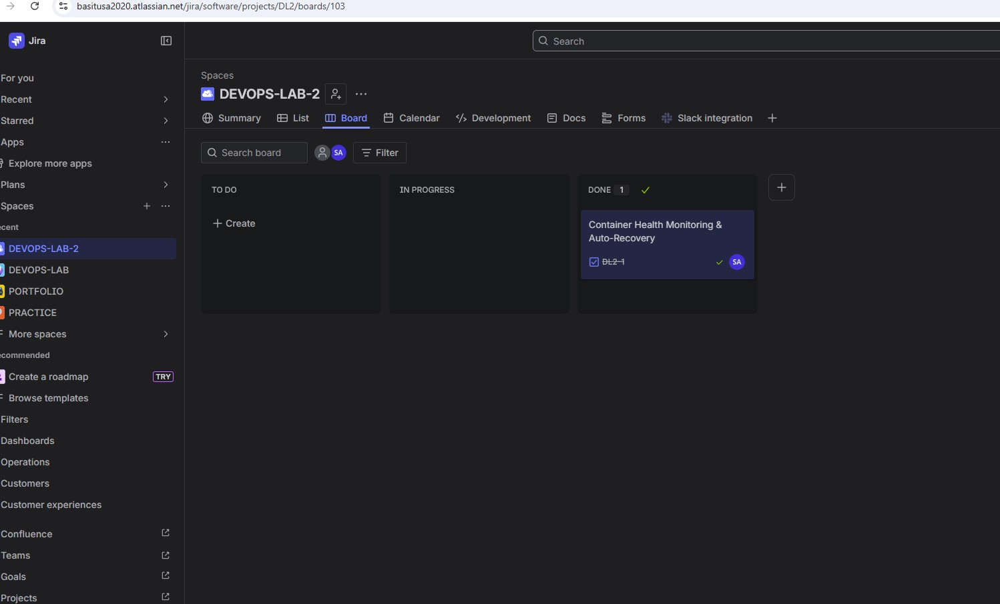 basitusa2020.atlassian.net/jira/software/projects/DL2/boards/103
Jira
Search
For you
Recent
Starred
Apps
Explore more apps
Plans
Spaces
ecent
DEVOPS-LAB-2
DEVOPS-LAB
PORTFOLIO
PRACTICE
More spaces
ecommended
Create a roadmap TRY
Browse templates
Filters
Dashboards
Operations
Customers
Customer experiences
Confluence
Teams
Goals
Projects
Spaces
DEVOPS-LAB-2
Summary List Board Calendar Development Docs Forms Slack integration
Search board SA Filter
TO DO
Create
IN PROGRESS
DONE 1
Container Health Monitoring &
Auto-Recovery
DL2-1 SA